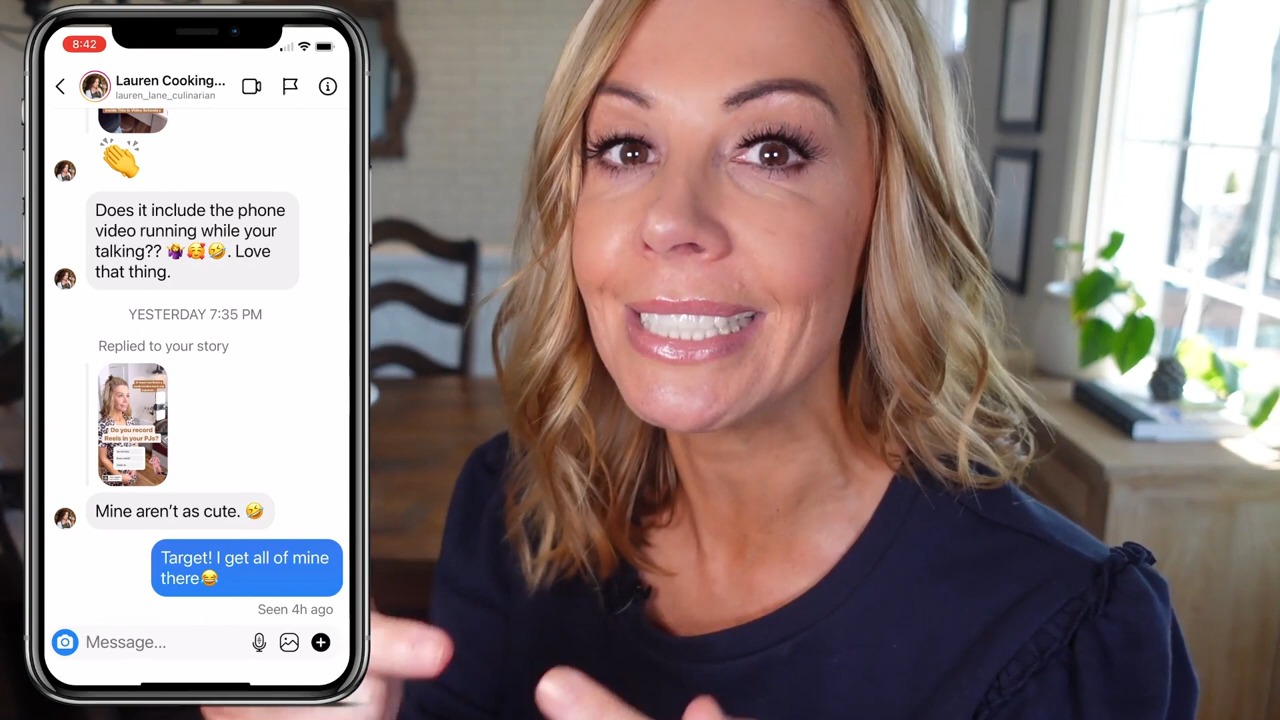 8:42
Lauren Cooking...
lauren_lane_culinarian
Does it include the phone
video running while your
talking?? 🤷‍♀️🥰🤣. Love
that thing.
YESTERDAY 7:35 PM
Replied to your story
Do you record
Reels in your PJs?
Mine aren't as cute. 🤣
Target! I get all of mine
there😂
Seen 4h ago
Message...